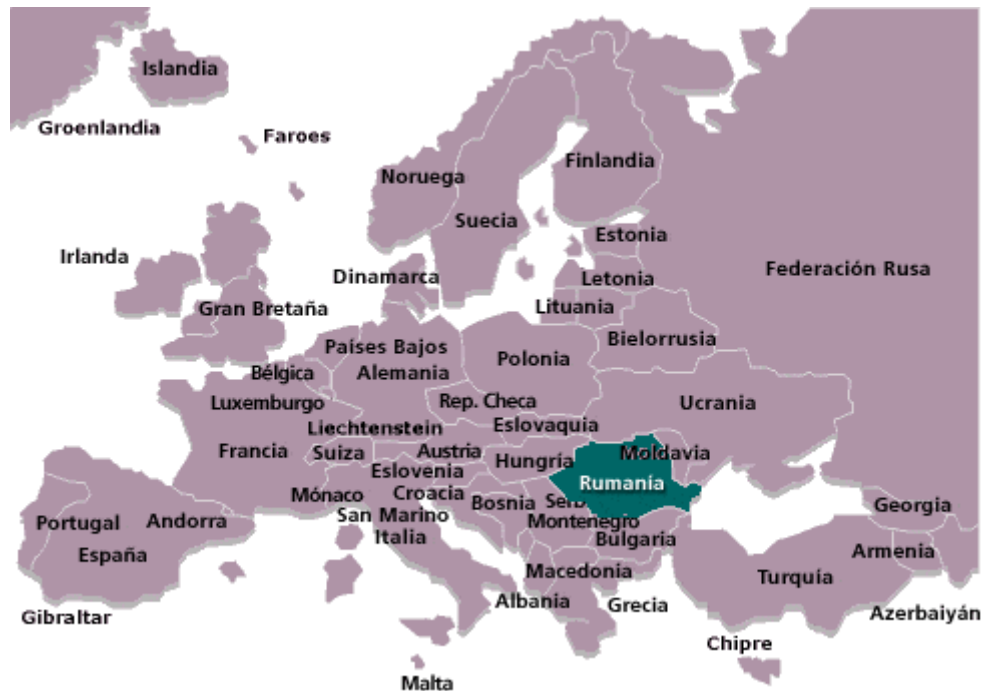 Islandia
Groenlandia
Faroes
Finlandia
Noruega
Suecia
Estonia
Irlanda
Federación Rusa
Dinamarca
Letonia
Gran Bretaña
Lituania
Bielorrusia
Países Bajos
Polonia
Bélgica
Alemania
Rep. Checa
Luxemburgo
Ucrania
Liechtenstein
Eslovaquia
Francia
Suiza
Austria
Moldavia
Hungría
Eslovenia
Rumanía
Mónaco
Croacia
Bosnia
Serb
Georgia
San Marino
Portugal
Andorra
Montenegro
Italia
Bulgaria
España
Armenia
Macedonia
Turquía
Albania
Grecia
Gibraltar
Azerbaiyán
Chipre
Malta